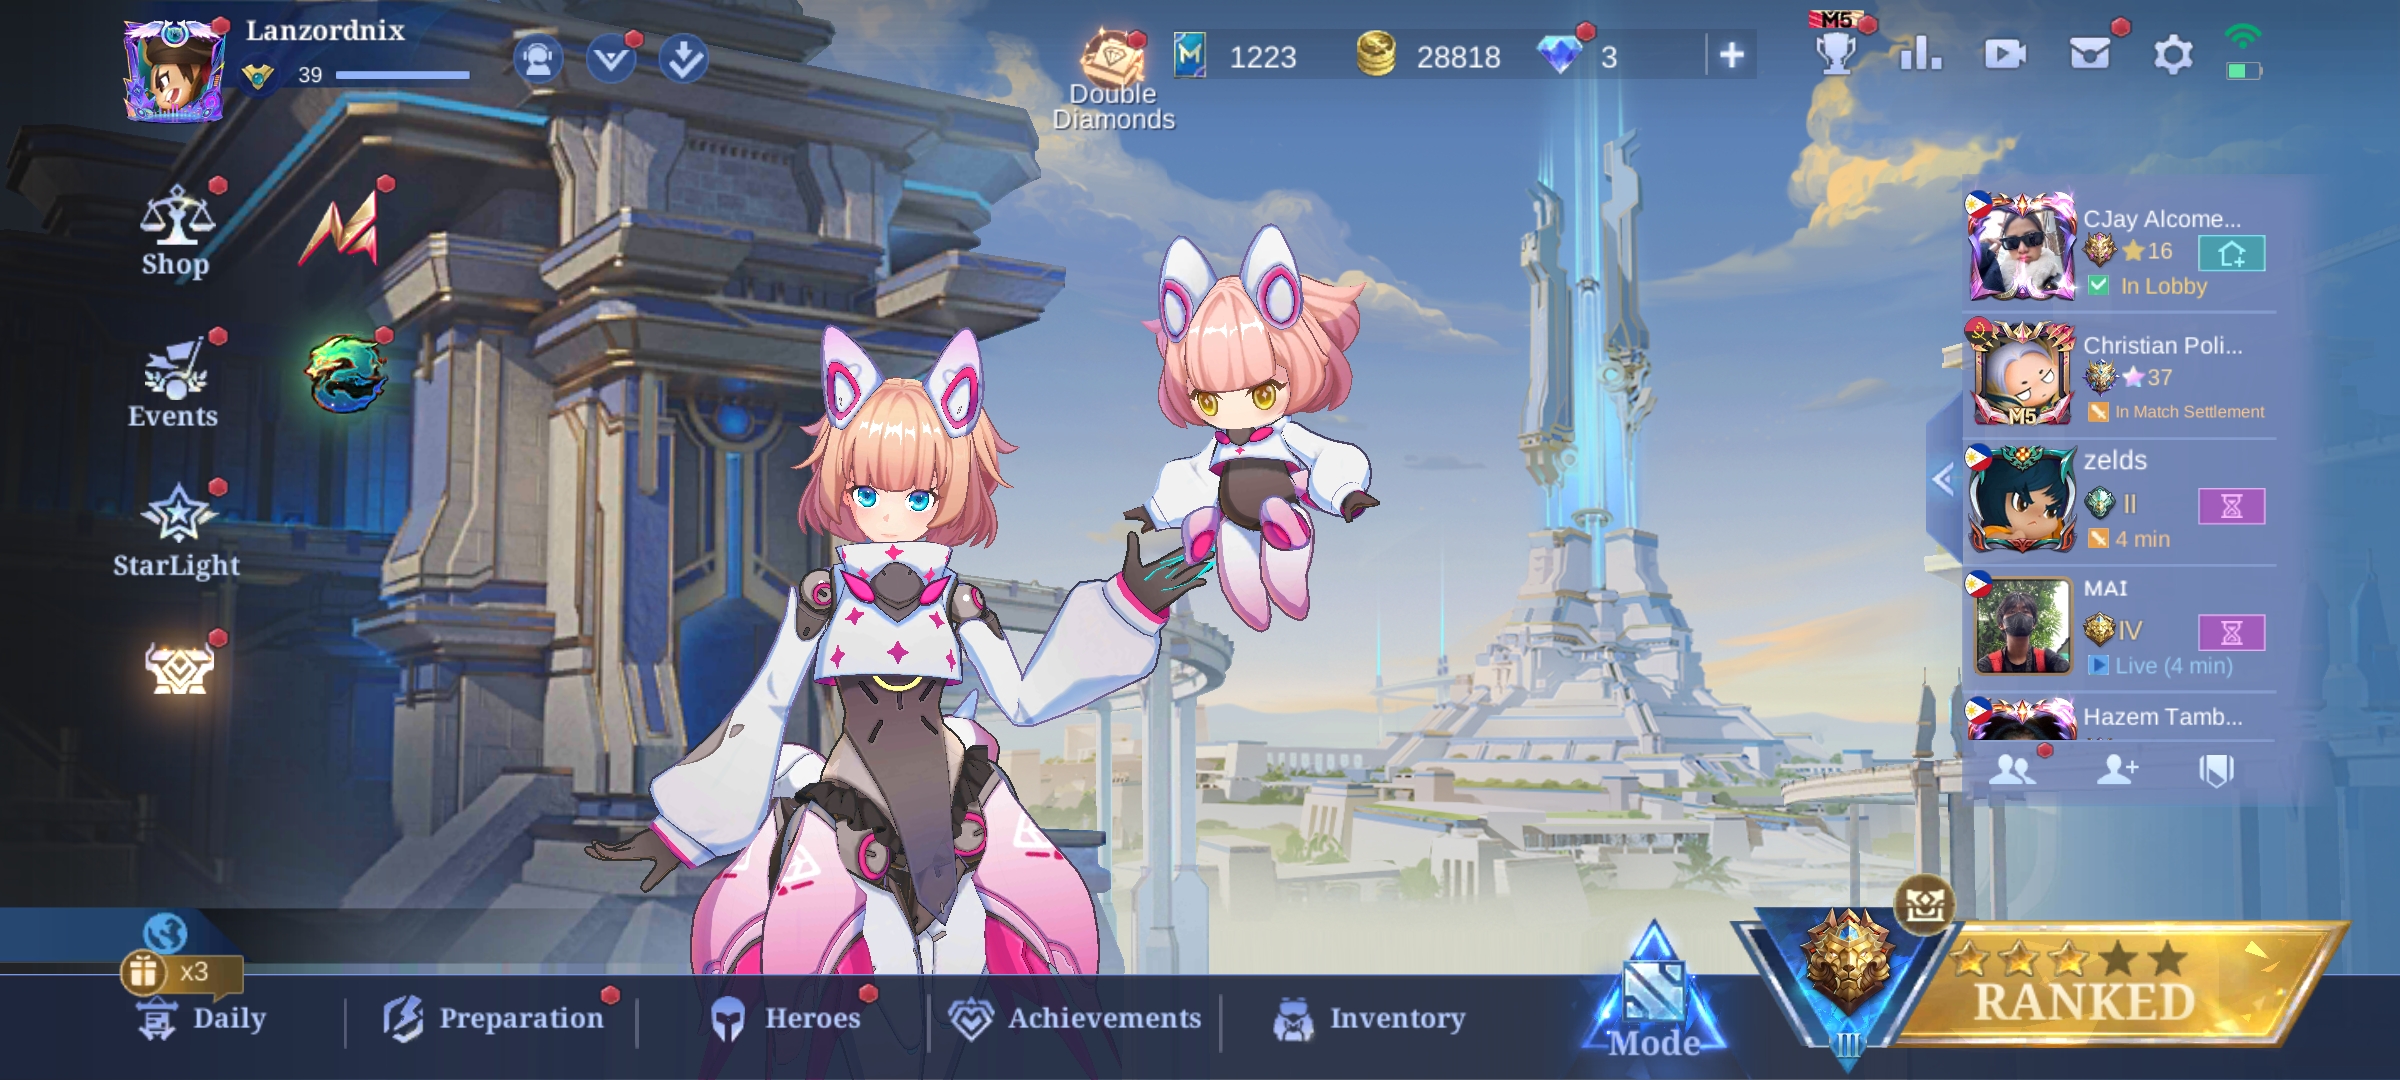 Lanzordnix
39
Double
Diamonds
1223
28818
3
M5
Shop
Events
StarLight
CJay Alcome...
16
In Lobby
Christian Poli...
37
M5
In Match Settlement
zelds
II
4 min
MAI
IV
Live (4 min)
Hazem Tamb...
x3
Daily
Preparation
Heroes
Achievements
Inventory
Mode
III
RANKED